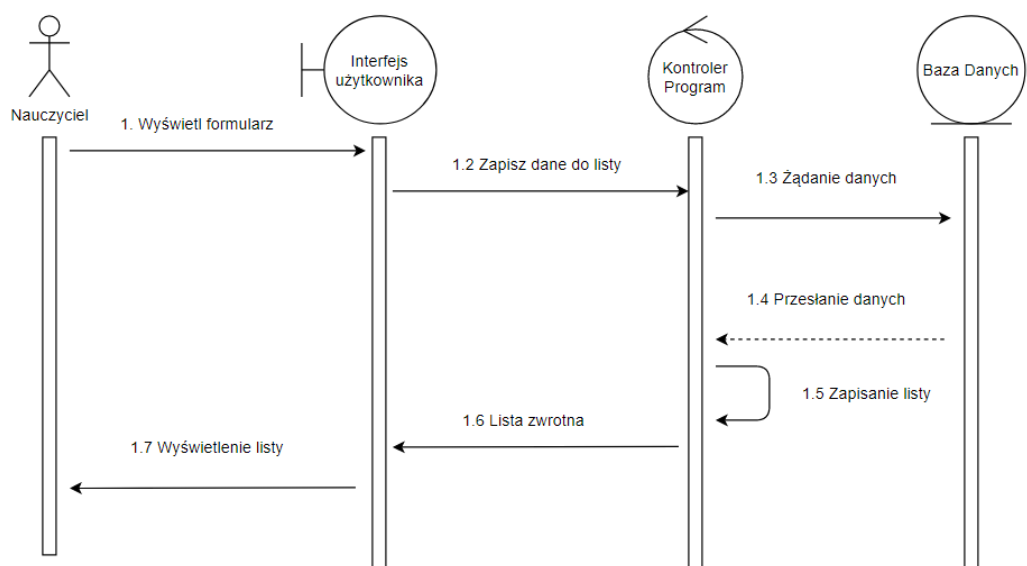 Nauczyciel
Interfejs
użytkownika
Kontroler
Program
Baza Danych
1. Wyświetl formularz
1.2 Zapisz dane do listy
1.3 Żądanie danych
1.4 Przesłanie danych
1.5 Zapisanie listy
1.6 Lista zwrotna
1.7 Wyświetlenie listy